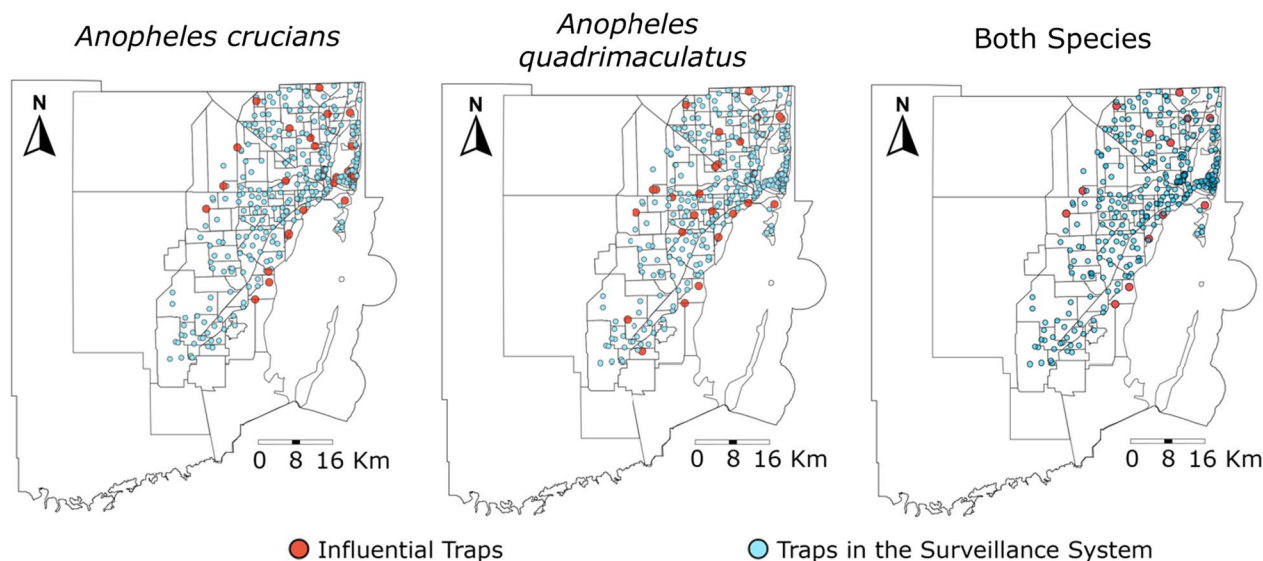 Anopheles crucians
Anopheles
quadrimaculatus
Both Species
N
N
N
0 8 16 Km
0 8 16 Km
0 8 16 Km
Influential Traps
Traps in the Surveillance System